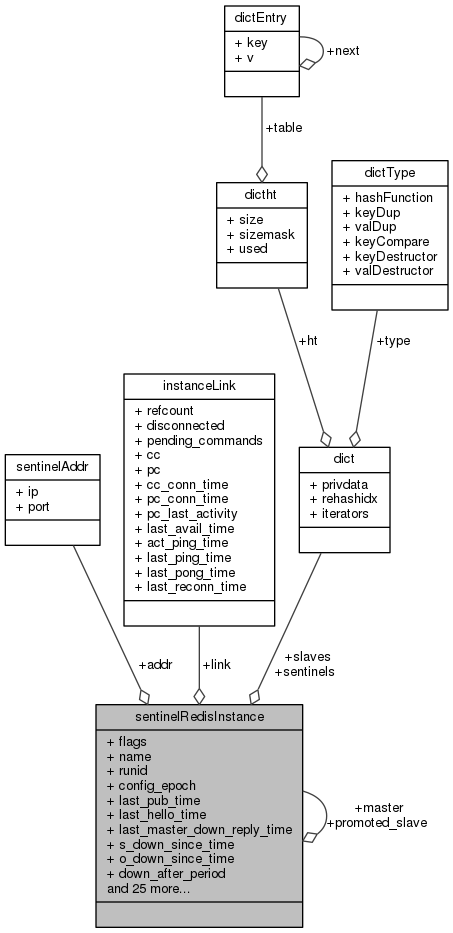 dictEntry
+ key
+ v
+next
+table
dictht
+ size
+ sizemask
+ used
dictType
+ hashFunction
+ keyDup
+ valDup
+ keyCompare
+ keyDestructor
+ valDestructor
+ht
+type
instanceLink
+ refcount
+ disconnected
+ pending_commands
+ cc
+ pc
+ cc_conn_time
+ pc_conn_time
+ pc_last_activity
+ last_avail_time
+ act_ping_time
+ last_ping_time
+ last_pong_time
+ last_reconn_time
sentinelAddr
+ ip
+ port
dict
+ privdata
+ rehashidx
+ iterators
+addr
+link
+slaves
+sentinels
sentinelRedisInstance
+ flags
+ name
+ runid
+ config_epoch
+ last_pub_time
+ last_hello_time
+ last_master_down_reply_time
+ s_down_since_time
+ o_down_since_time
+ down_after_period
and 25 more...
+master
+promoted_slave